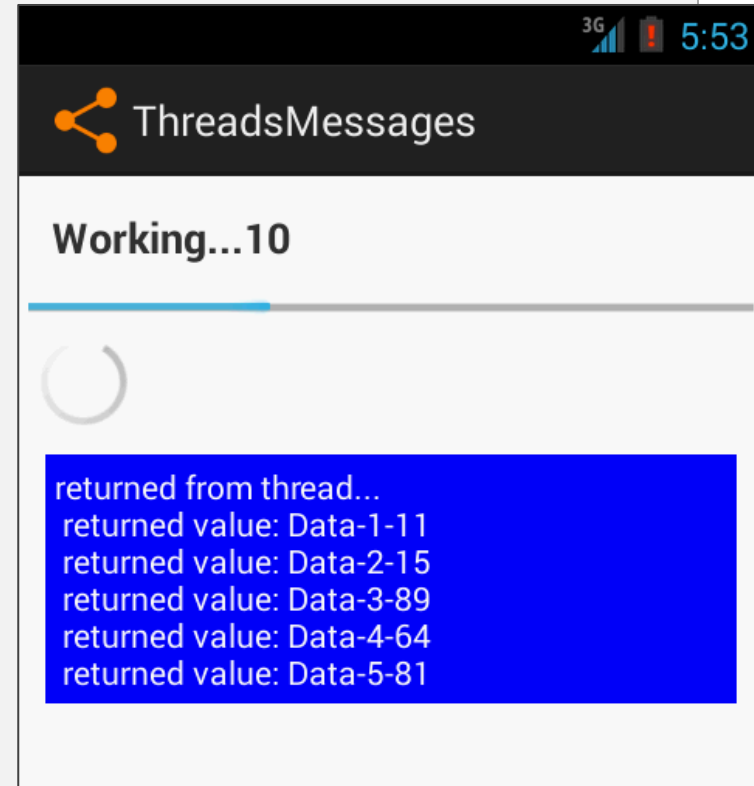 3G 5:53
ThreadsMessages
Working...10
returned from thread...
returned value: Data-1-11
returned value: Data-2-15
returned value: Data-3-89
returned value: Data-4-64
returned value: Data-5-81